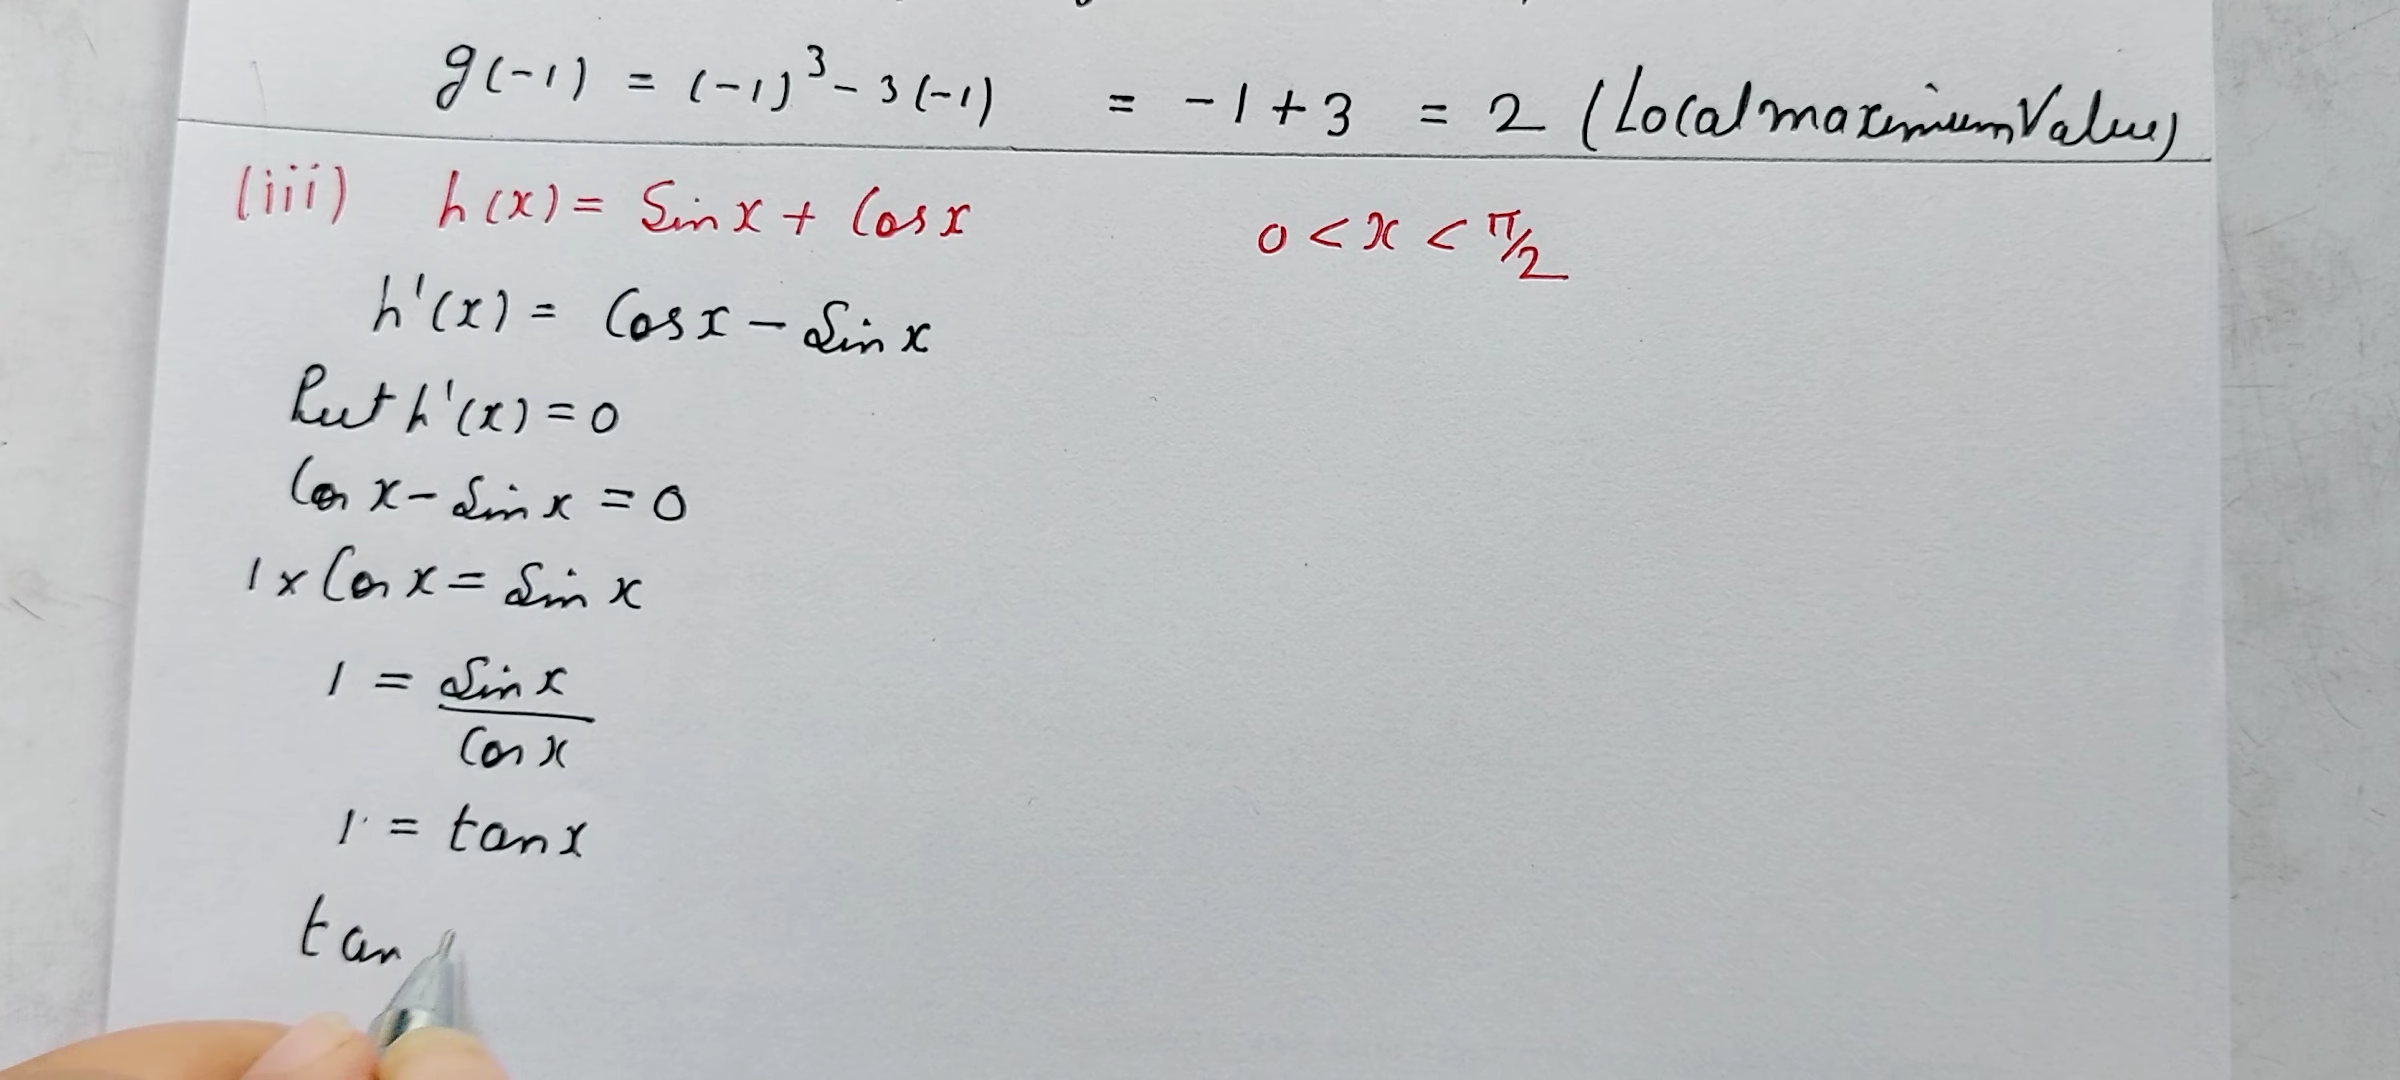 g(-1) = (-1)³ - 3(-1) = -1 + 3 = 2 (Local maximum Value)
(iii) h(x) = Sin x + Cos x 0 < x < π/2
h'(x) = Cos x - Sin x
Put h'(x) = 0
Cos x - Sin x = 0
1 × Cos x = Sin x
1 = Sin x / Cos x
1 = tan x
tan